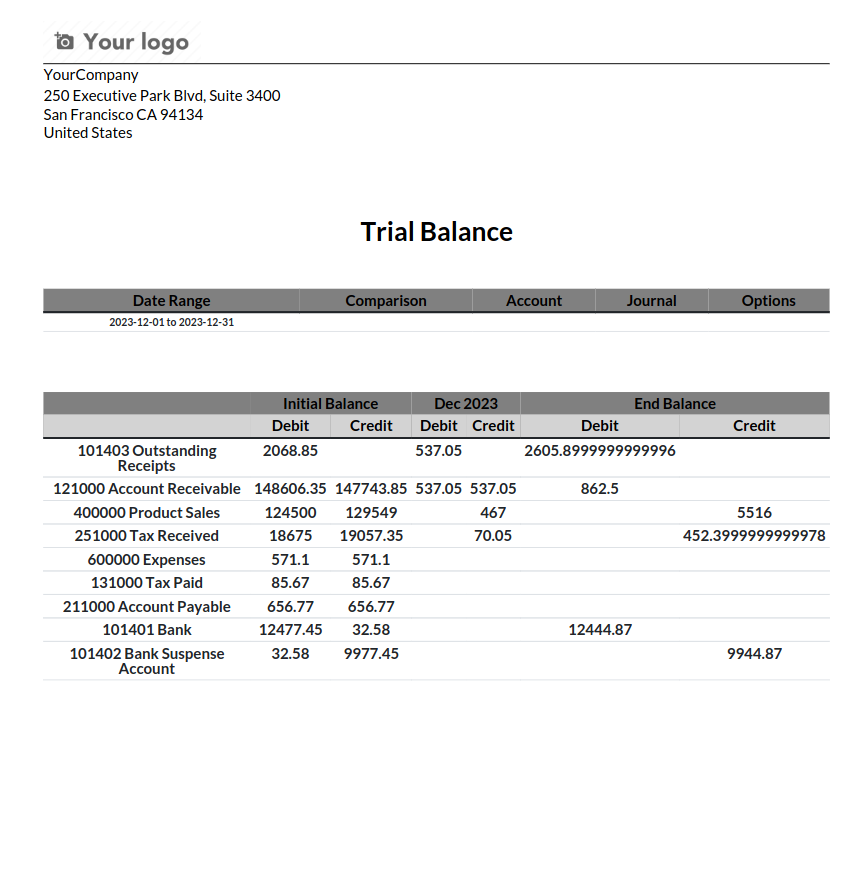 Your logo
YourCompany
250 Executive Park Blvd, Suite 3400
San Francisco CA 94134
United States
Trial Balance
Date Range Comparison Account Journal Options
2023-12-01 to 2023-12-31
Initial Balance Dec 2023 End Balance
Debit Credit Debit Credit Debit Credit
101403 Outstanding Receipts 2068.85 537.05 2605.8999999999996
121000 Account Receivable 148606.35 147743.85 537.05 537.05 862.5
400000 Product Sales 124500 129549 467 5516
251000 Tax Received 18675 19057.35 70.05 452.3999999999978
600000 Expenses 571.1 571.1
131000 Tax Paid 85.67 85.67
211000 Account Payable 656.77 656.77
101401 Bank 12477.45 32.58 12444.87
101402 Bank Suspense Account 32.58 9977.45 9944.87